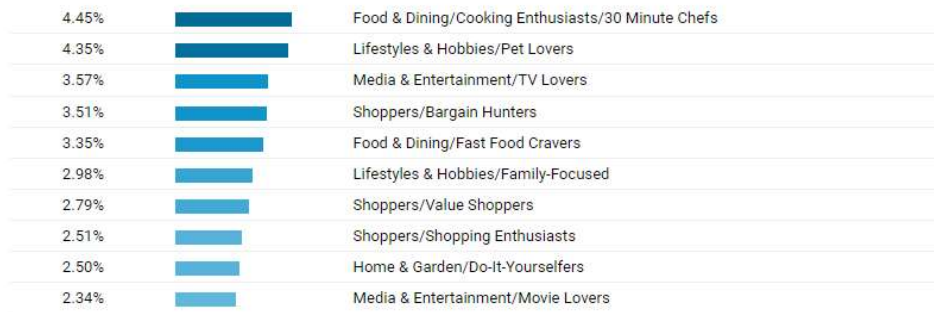 4.45% Food & Dining/Cooking Enthusiasts/30 Minute Chefs
4.35% Lifestyles & Hobbies/Pet Lovers
3.57% Media & Entertainment/TV Lovers
3.51% Shoppers/Bargain Hunters
3.35% Food & Dining/Fast Food Cravers
2.98% Lifestyles & Hobbies/Family-Focused
2.79% Shoppers/Value Shoppers
2.51% Shoppers/Shopping Enthusiasts
2.50% Home & Garden/Do-It-Yourselfers
2.34% Media & Entertainment/Movie Lovers